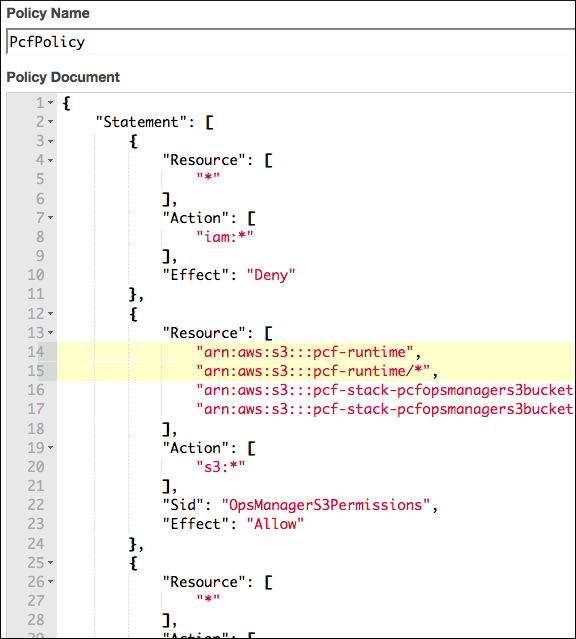 Policy Name
PcfPolicy
Policy Document
1 {
2 "Statement": [
3 {
4 "Resource": [
5 "*"
6 ],
7 "Action": [
8 "iam:*"
9 ],
10 "Effect": "Deny"
11 },
12 {
13 "Resource": [
14 "arn:aws:s3:::pcf-runtime",
15 "arn:aws:s3:::pcf-runtime/*",
16 "arn:aws:s3:::pcf-stack-pcfopsmanagers3bucket
17 "arn:aws:s3:::pcf-stack-pcfopsmanagers3bucket
18 ],
19 "Action": [
20 "s3:*"
21 ],
22 "Sid": "OpsManagerS3Permissions",
23 "Effect": "Allow"
24 },
25 {
26 "Resource": [
27 "*"
28 ],
29 "Action": [